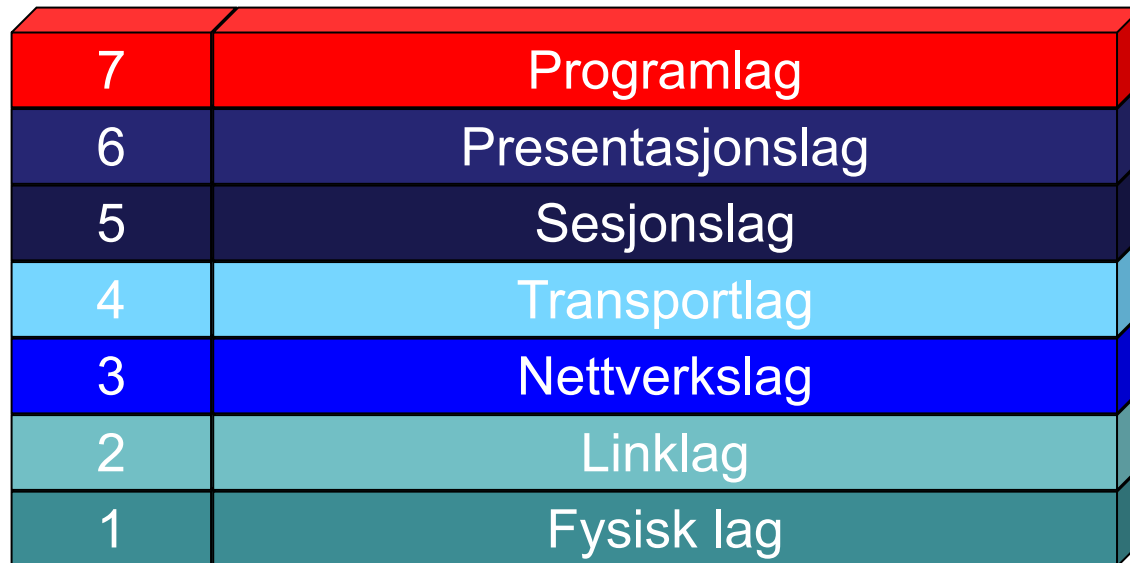 7 Programlag
6 Presentasjonslag
5 Sesjonslag
4 Transportlag
3 Nettverkslag
2 Linklag
1 Fysisk lag